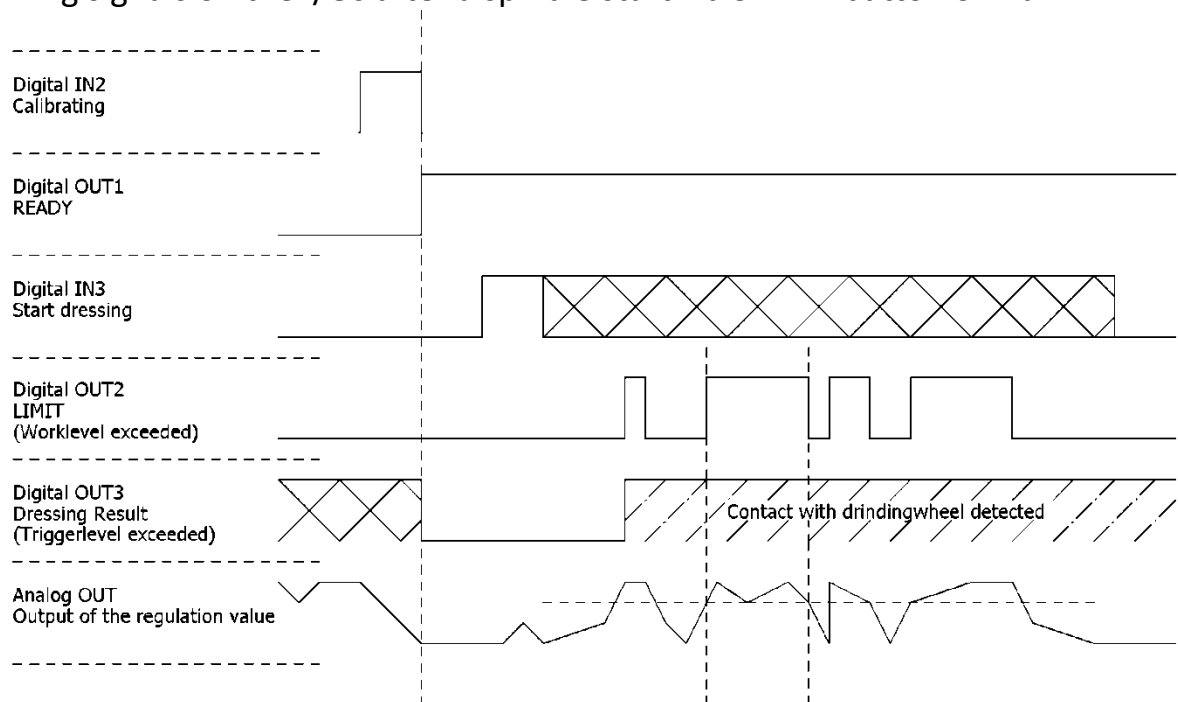 Digital IN2
Calibrating
Digital OUT1
READY
Digital IN3
Start dressing
Digital OUT2
LIMIT
(Worklevel exceeded)
Digital OUT3
Dressing Result
(Triggerlevel exceeded)
Contact with drindingwheel detected
Analog OUT
Output of the regulation value